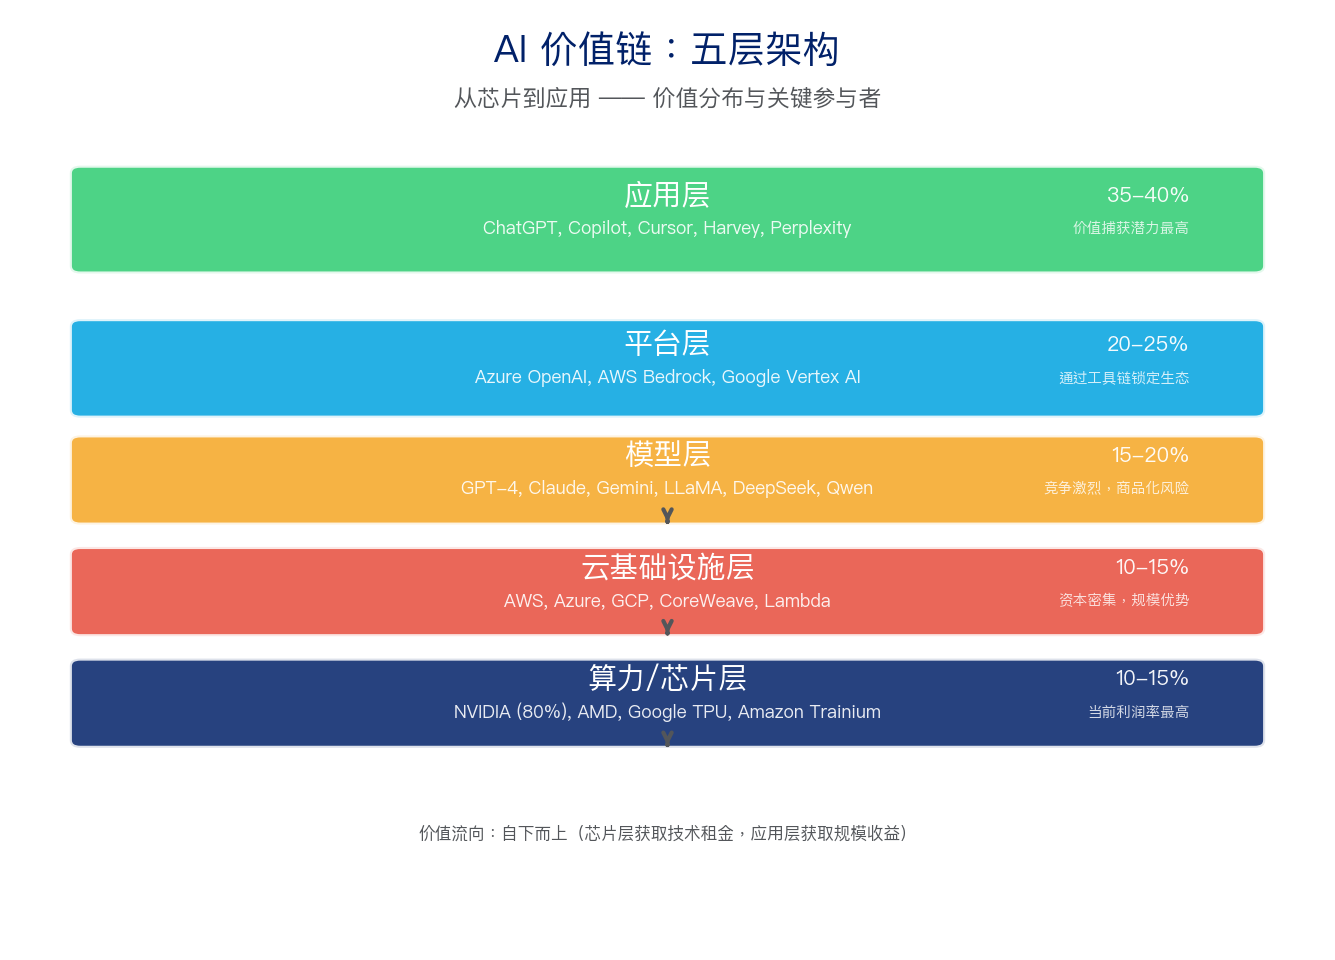 AI 价值链：五层架构
从芯片到应用 —— 价值分布与关键参与者
应用层
35–40%
ChatGPT, Copilot, Cursor, Harvey, Perplexity
价值捕获潜力最高
平台层
20–25%
Azure OpenAI, AWS Bedrock, Google Vertex AI
通过工具链锁定生态
模型层
15–20%
GPT–4, Claude, Gemini, LLaMA, DeepSeek, Qwen
竞争激烈，商品化风险
云基础设施层
10–15%
AWS, Azure, GCP, CoreWeave, Lambda
资本密集，规模优势
算力/芯片层
10–15%
NVIDIA (80%), AMD, Google TPU, Amazon Trainium
当前利润率最高
价值流向：自下而上（芯片层获取技术租金，应用层获取规模收益）